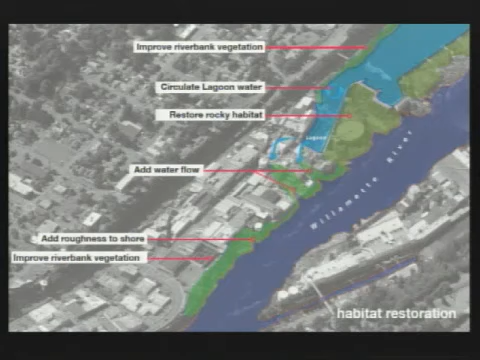 Improve riverbank vegetation
Circulate Lagoon water
Restore rocky habitat
Lagoon
Willamette River
Add water flow
Add roughness to shore
Improve riverbank vegetation
habitat restoration